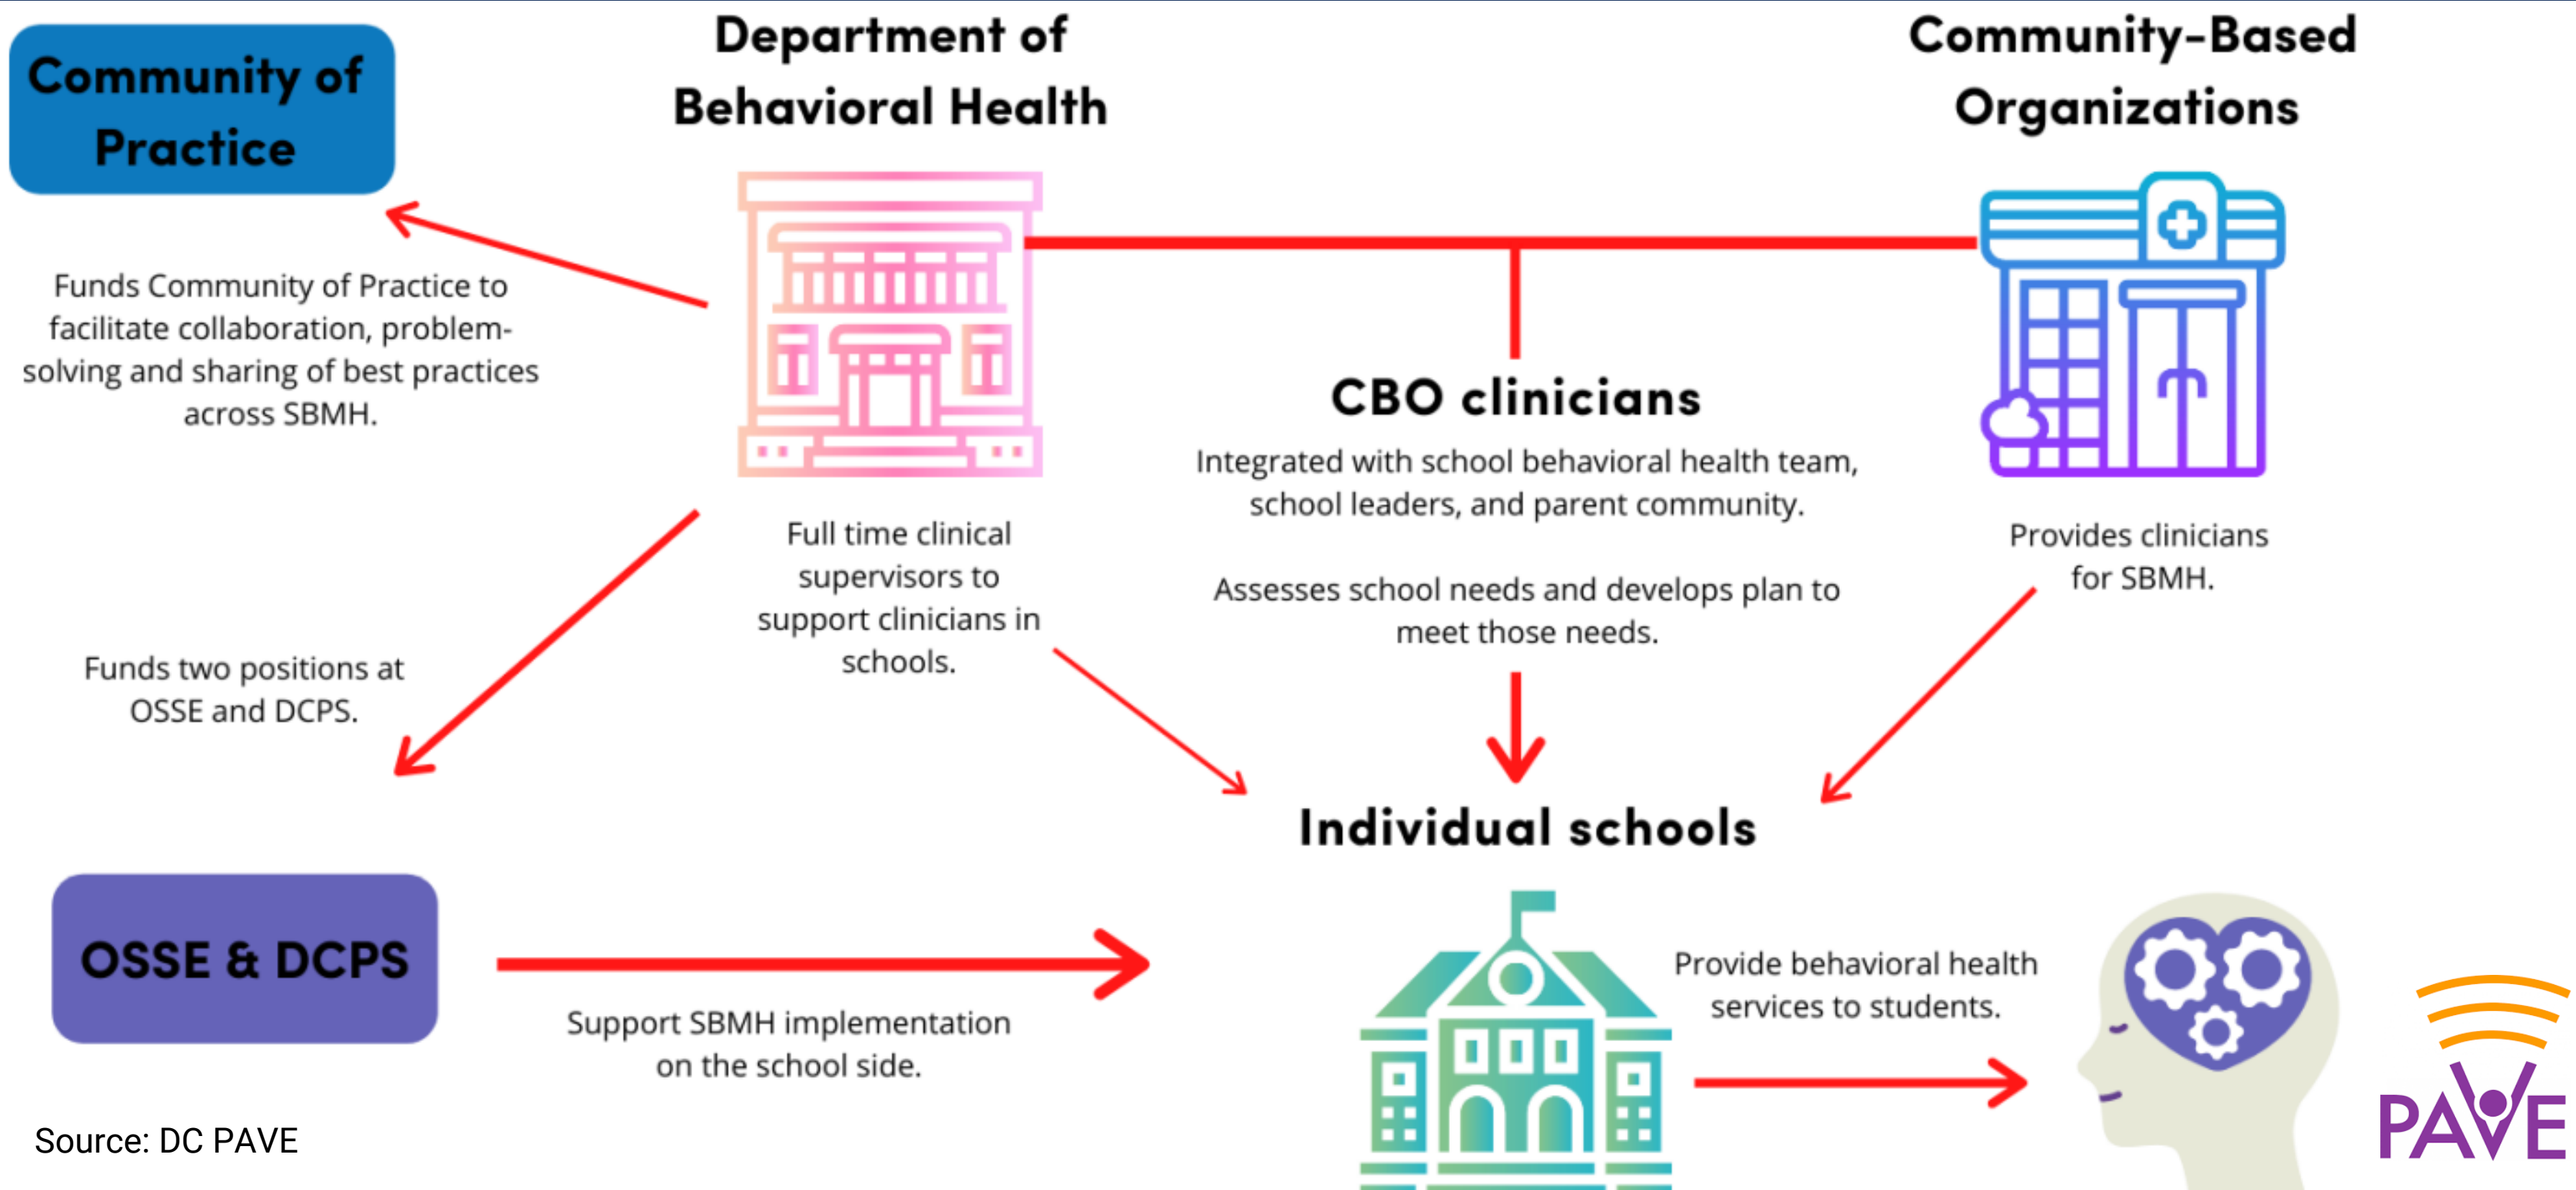 Community of
Practice
Department of
Behavioral Health
Community-Based
Organizations
Funds Community of Practice to
facilitate collaboration, problem-
solving and sharing of best practices
across SBMH.
CBO clinicians
Integrated with school behavioral health team,
school leaders, and parent community.
Assesses school needs and develops plan to
meet those needs.
Full time clinical
supervisors to
support clinicians in
schools.
Provides clinicians
for SBMH.
Funds two positions at
OSSE and DCPS.
Individual schools
OSSE & DCPS
Support SBMH implementation
on the school side.
Provide behavioral health
services to students.
Source: DC PAVE
PAVE